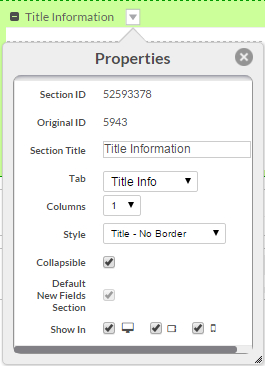 Title Information
Properties
Section ID 52593378
Original ID 5943
Section Title Title Information
Tab Title Info
Columns 1
Style Title - No Border
Collapsible
Default
New Fields
Section
Show In